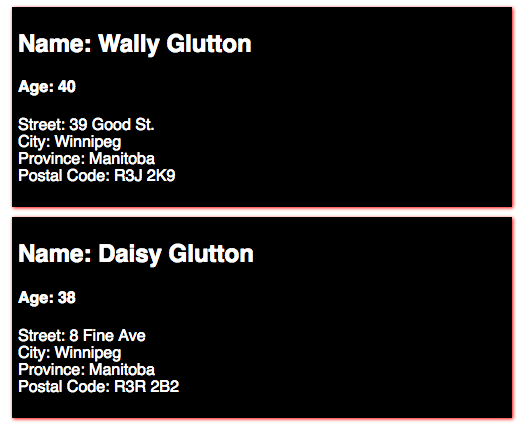 Name: Wally Glutton
Age: 40
Street: 39 Good St.
City: Winnipeg
Province: Manitoba
Postal Code: R3J 2K9
Name: Daisy Glutton
Age: 38
Street: 8 Fine Ave
City: Winnipeg
Province: Manitoba
Postal Code: R3R 2B2